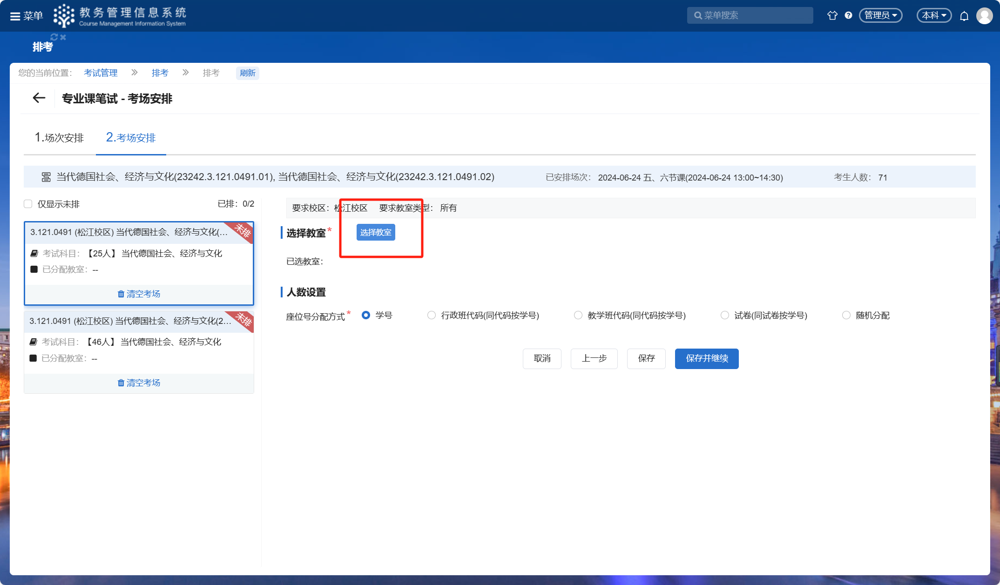 菜单
教务管理信息系统
Course Management Information System
菜单搜索
管理员
本科
排考
您的当前位置： 考试管理 排考 排考 刷新
专业课笔试 - 考场安排
1.场次安排
2.考场安排
当代德国社会、经济与文化(23242.3.121.0491.01), 当代德国社会、经济与文化(23242.3.121.0491.02)
已安排场次： 2024-06-24 五、六节课(2024-06-24 13:00~14:30)
考生人数： 71
仅显示未排
已排：0/2
3.121.0491 (松江校区) 当代德国社会、经济与文化(...
未排
考试科目： 【25人】 当代德国社会、经济与文化
已分配教室： --
清空考场
3.121.0491 (松江校区) 当代德国社会、经济与文化(2...
未排
考试科目： 【46人】 当代德国社会、经济与文化
已分配教室： --
清空考场
要求校区：松江校区 要求教室类型： 所有
选择教室*
选择教室
已选教室：
人数设置
座位号分配方式*
学号
行政班代码(同代码按学号)
教学班代码(同代码按学号)
试卷(同试卷按学号)
随机分配
取消
上一步
保存
保存并继续